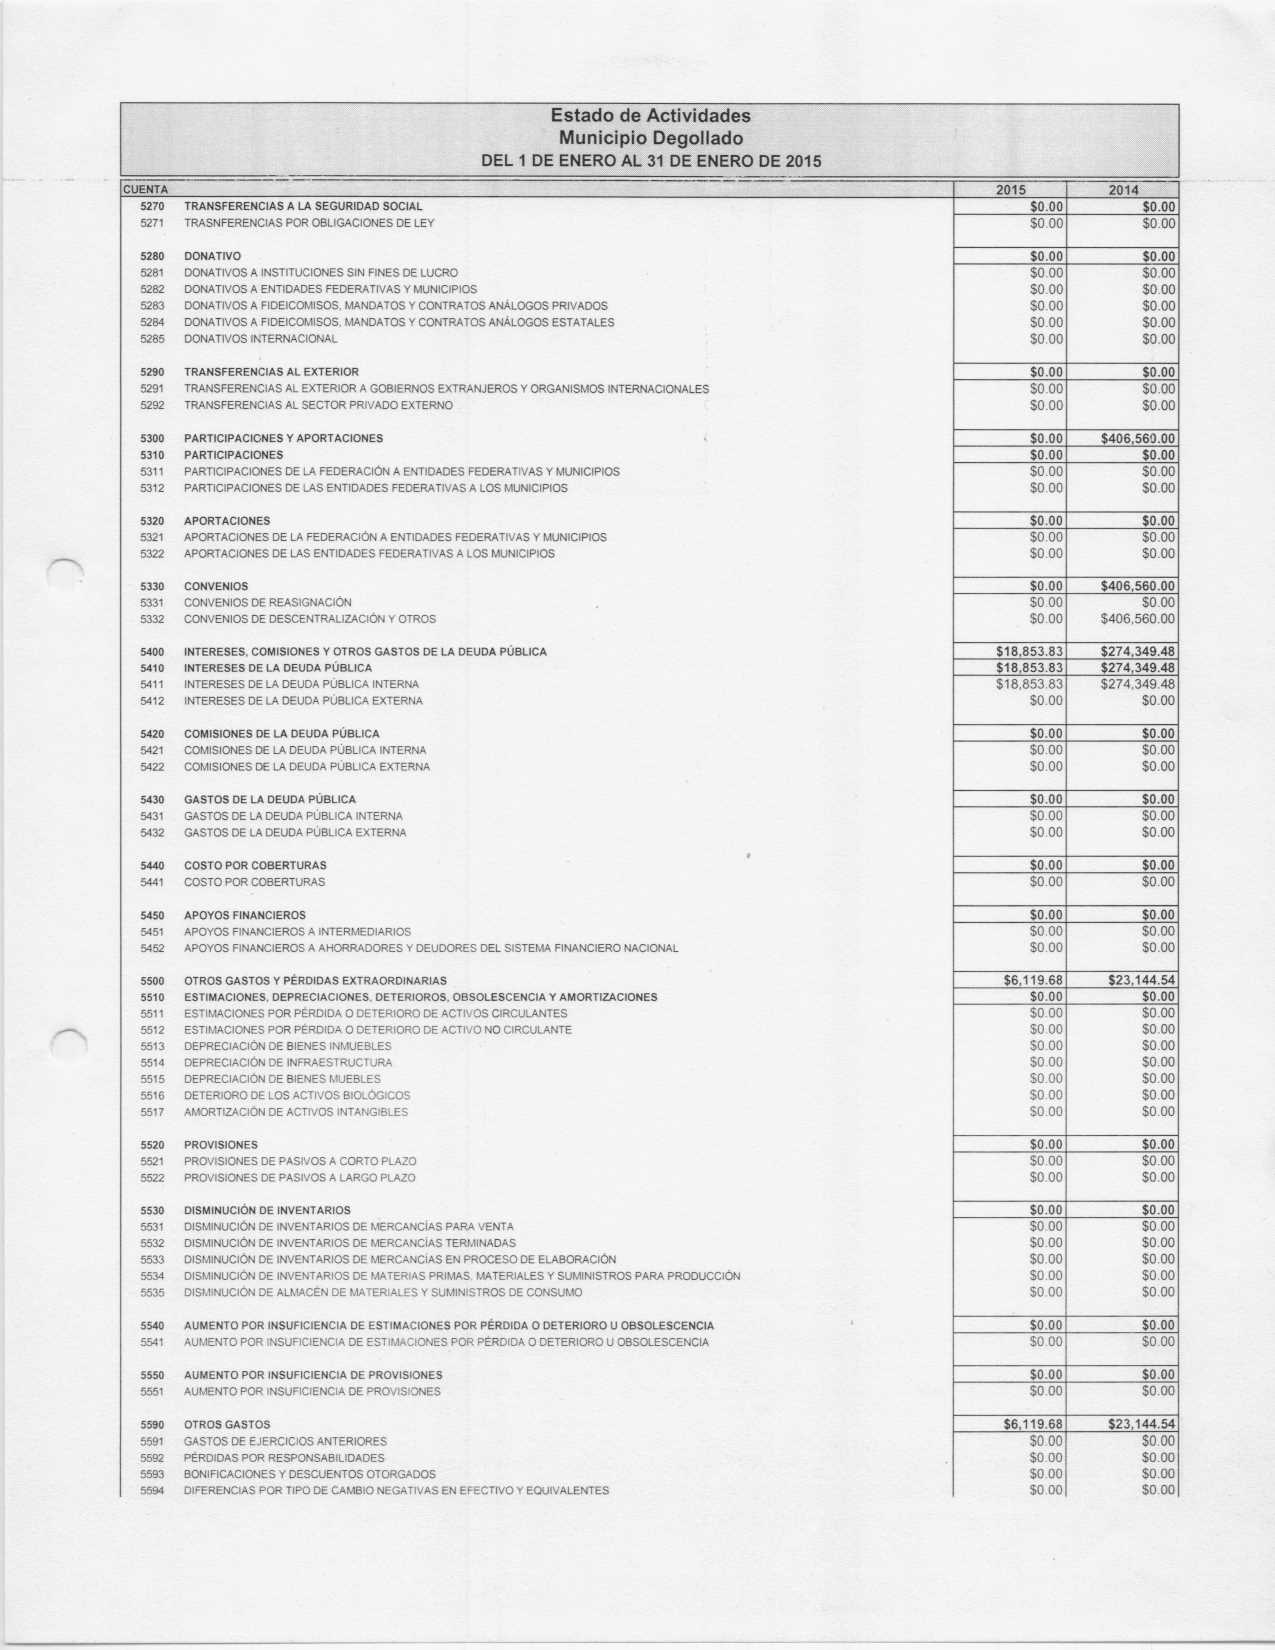 Estado de Actividades
Municipio Degollado
DEL 1 DE ENERO AL 31 DE ENERO DE 2015
CUENTA 2015 2014
5270 TRANSFERENCIAS A LA SEGURIDAD SOCIAL $0.00 $0.00
5271 TRASNFERENCIAS POR OBLIGACIONES DE LEY $0.00 $0.00
5280 DONATIVO $0.00 $0.00
5281 DONATIVOS A INSTITUCIONES SIN FINES DE LUCRO $0.00 $0.00
5282 DONATIVOS A ENTIDADES FEDERATIVAS Y MUNICIPIOS $0.00 $0.00
5283 DONATIVOS A FIDEICOMISOS, MANDATOS Y CONTRATOS ANÁLOGOS PRIVADOS $0.00 $0.00
5284 DONATIVOS A FIDEICOMISOS, MANDATOS Y CONTRATOS ANÁLOGOS ESTATALES $0.00 $0.00
5285 DONATIVOS INTERNACIONAL $0.00 $0.00
5290 TRANSFERENCIAS AL EXTERIOR $0.00 $0.00
5291 TRANSFERENCIAS AL EXTERIOR A GOBIERNOS EXTRANJEROS Y ORGANISMOS INTERNACIONALES $0.00 $0.00
5292 TRANSFERENCIAS AL SECTOR PRIVADO EXTERNO $0.00 $0.00
5300 PARTICIPACIONES Y APORTACIONES $0.00 $406,560.00
5310 PARTICIPACIONES $0.00 $0.00
5311 PARTICIPACIONES DE LA FEDERACIÓN A ENTIDADES FEDERATIVAS Y MUNICIPIOS $0.00 $0.00
5312 PARTICIPACIONES DE LAS ENTIDADES FEDERATIVAS A LOS MUNICIPIOS $0.00 $0.00
5320 APORTACIONES $0.00 $0.00
5321 APORTACIONES DE LA FEDERACIÓN A ENTIDADES FEDERATIVAS Y MUNICIPIOS $0.00 $0.00
5322 APORTACIONES DE LAS ENTIDADES FEDERATIVAS A LOS MUNICIPIOS $0.00 $0.00
5330 CONVENIOS $0.00 $406,560.00
5331 CONVENIOS DE REASIGNACIÓN $0.00 $0.00
5332 CONVENIOS DE DESCENTRALIZACIÓN Y OTROS $0.00 $406,560.00
5400 INTERESES, COMISIONES Y OTROS GASTOS DE LA DEUDA PÚBLICA $18,853.83 $274,349.48
5410 INTERESES DE LA DEUDA PÚBLICA $18,853.83 $274,349.48
5411 INTERESES DE LA DEUDA PÚBLICA INTERNA $18,853.83 $274,349.48
5412 INTERESES DE LA DEUDA PÚBLICA EXTERNA $0.00 $0.00
5420 COMISIONES DE LA DEUDA PÚBLICA $0.00 $0.00
5421 COMISIONES DE LA DEUDA PÚBLICA INTERNA $0.00 $0.00
5422 COMISIONES DE LA DEUDA PÚBLICA EXTERNA $0.00 $0.00
5430 GASTOS DE LA DEUDA PÚBLICA $0.00 $0.00
5431 GASTOS DE LA DEUDA PÚBLICA INTERNA $0.00 $0.00
5432 GASTOS DE LA DEUDA PÚBLICA EXTERNA $0.00 $0.00
5440 COSTO POR COBERTURAS $0.00 $0.00
5441 COSTO POR COBERTURAS $0.00 $0.00
5450 APOYOS FINANCIEROS $0.00 $0.00
5451 APOYOS FINANCIEROS A INTERMEDIARIOS $0.00 $0.00
5452 APOYOS FINANCIEROS A AHORRADORES Y DEUDORES DEL SISTEMA FINANCIERO NACIONAL $0.00 $0.00
5500 OTROS GASTOS Y PÉRDIDAS EXTRAORDINARIAS $6,119.68 $23,144.54
5510 ESTIMACIONES, DEPRECIACIONES, DETERIOROS, OBSOLESCENCIA Y AMORTIZACIONES $0.00 $0.00
5511 ESTIMACIONES POR PÉRDIDA O DETERIORO DE ACTIVOS CIRCULANTES $0.00 $0.00
5512 ESTIMACIONES POR PÉRDIDA O DETERIORO DE ACTIVO NO CIRCULANTE $0.00 $0.00
5513 DEPRECIACIÓN DE BIENES INMUEBLES $0.00 $0.00
5514 DEPRECIACIÓN DE INFRAESTRUCTURA $0.00 $0.00
5515 DEPRECIACIÓN DE BIENES MUEBLES $0.00 $0.00
5516 DETERIORO DE LOS ACTIVOS BIOLÓGICOS $0.00 $0.00
5517 AMORTIZACIÓN DE ACTIVOS INTANGIBLES $0.00 $0.00
5520 PROVISIONES $0.00 $0.00
5521 PROVISIONES DE PASIVOS A CORTO PLAZO $0.00 $0.00
5522 PROVISIONES DE PASIVOS A LARGO PLAZO $0.00 $0.00
5530 DISMINUCIÓN DE INVENTARIOS $0.00 $0.00
5531 DISMINUCIÓN DE INVENTARIOS DE MERCANCÍAS PARA VENTA $0.00 $0.00
5532 DISMINUCIÓN DE INVENTARIOS DE MERCANCÍAS TERMINADAS $0.00 $0.00
5533 DISMINUCIÓN DE INVENTARIOS DE MERCANCÍAS EN PROCESO DE ELABORACIÓN $0.00 $0.00
5534 DISMINUCIÓN DE INVENTARIOS DE MATERIAS PRIMAS, MATERIALES Y SUMINISTROS PARA PRODUCCIÓN $0.00 $0.00
5535 DISMINUCIÓN DE ALMACÉN DE MATERIALES Y SUMINISTROS DE CONSUMO $0.00 $0.00
5540 AUMENTO POR INSUFICIENCIA DE ESTIMACIONES POR PÉRDIDA O DETERIORO U OBSOLESCENCIA $0.00 $0.00
5541 AUMENTO POR INSUFICIENCIA DE ESTIMACIONES POR PÉRDIDA O DETERIORO U OBSOLESCENCIA $0.00 $0.00
5550 AUMENTO POR INSUFICIENCIA DE PROVISIONES $0.00 $0.00
5551 AUMENTO POR INSUFICIENCIA DE PROVISIONES $0.00 $0.00
5590 OTROS GASTOS $6,119.68 $23,144.54
5591 GASTOS DE EJERCICIOS ANTERIORES $0.00 $0.00
5592 PÉRDIDAS POR RESPONSABILIDADES $0.00 $0.00
5593 BONIFICACIONES Y DESCUENTOS OTORGADOS $0.00 $0.00
5594 DIFERENCIAS POR TIPO DE CAMBIO NEGATIVAS EN EFECTIVO Y EQUIVALENTES $0.00 $0.00